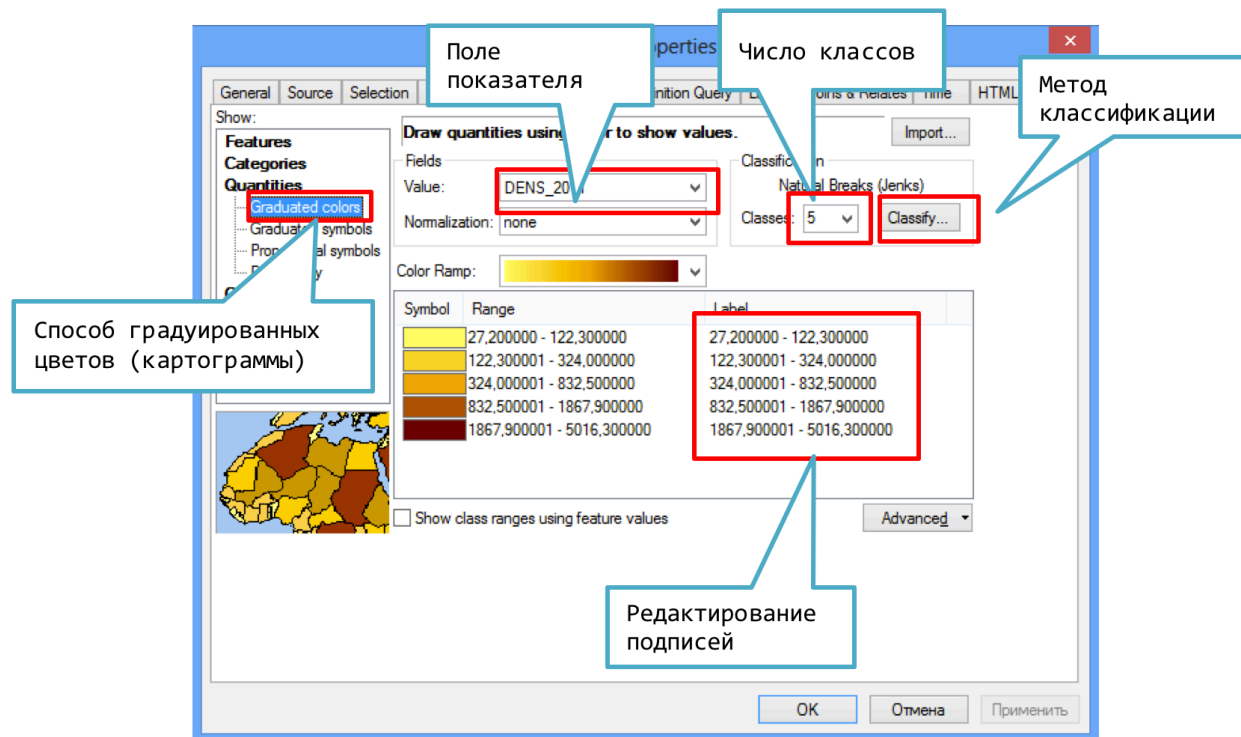 Поле
показателя
Число классов
Метод
классификации
General Source Selection
HTML
Show:
Features
Categories
Quantities
Graduated colors
symbols
symbols
Draw quantities using to show values.
Import...
Fields
Value:
Normalization: none
Natural Breaks (Jenks)
Classes: 5
Classify...
Color Ramp:
Symbol Range Label
27,200000 - 122,300000 27,200000 - 122,300000
122,300001 - 324,000000 122,300001 - 324,000000
324,000001 - 832,500000 324,000001 - 832,500000
832,500001 - 1867,900000 832,500001 - 1867,900000
1867,900001 - 5016,300000 1867,900001 - 5016,300000
Способ градуированных
цветов (картограммы)
Show class ranges using feature values
Advanced
Редактирование
подписей
OK
Отмена
Применить